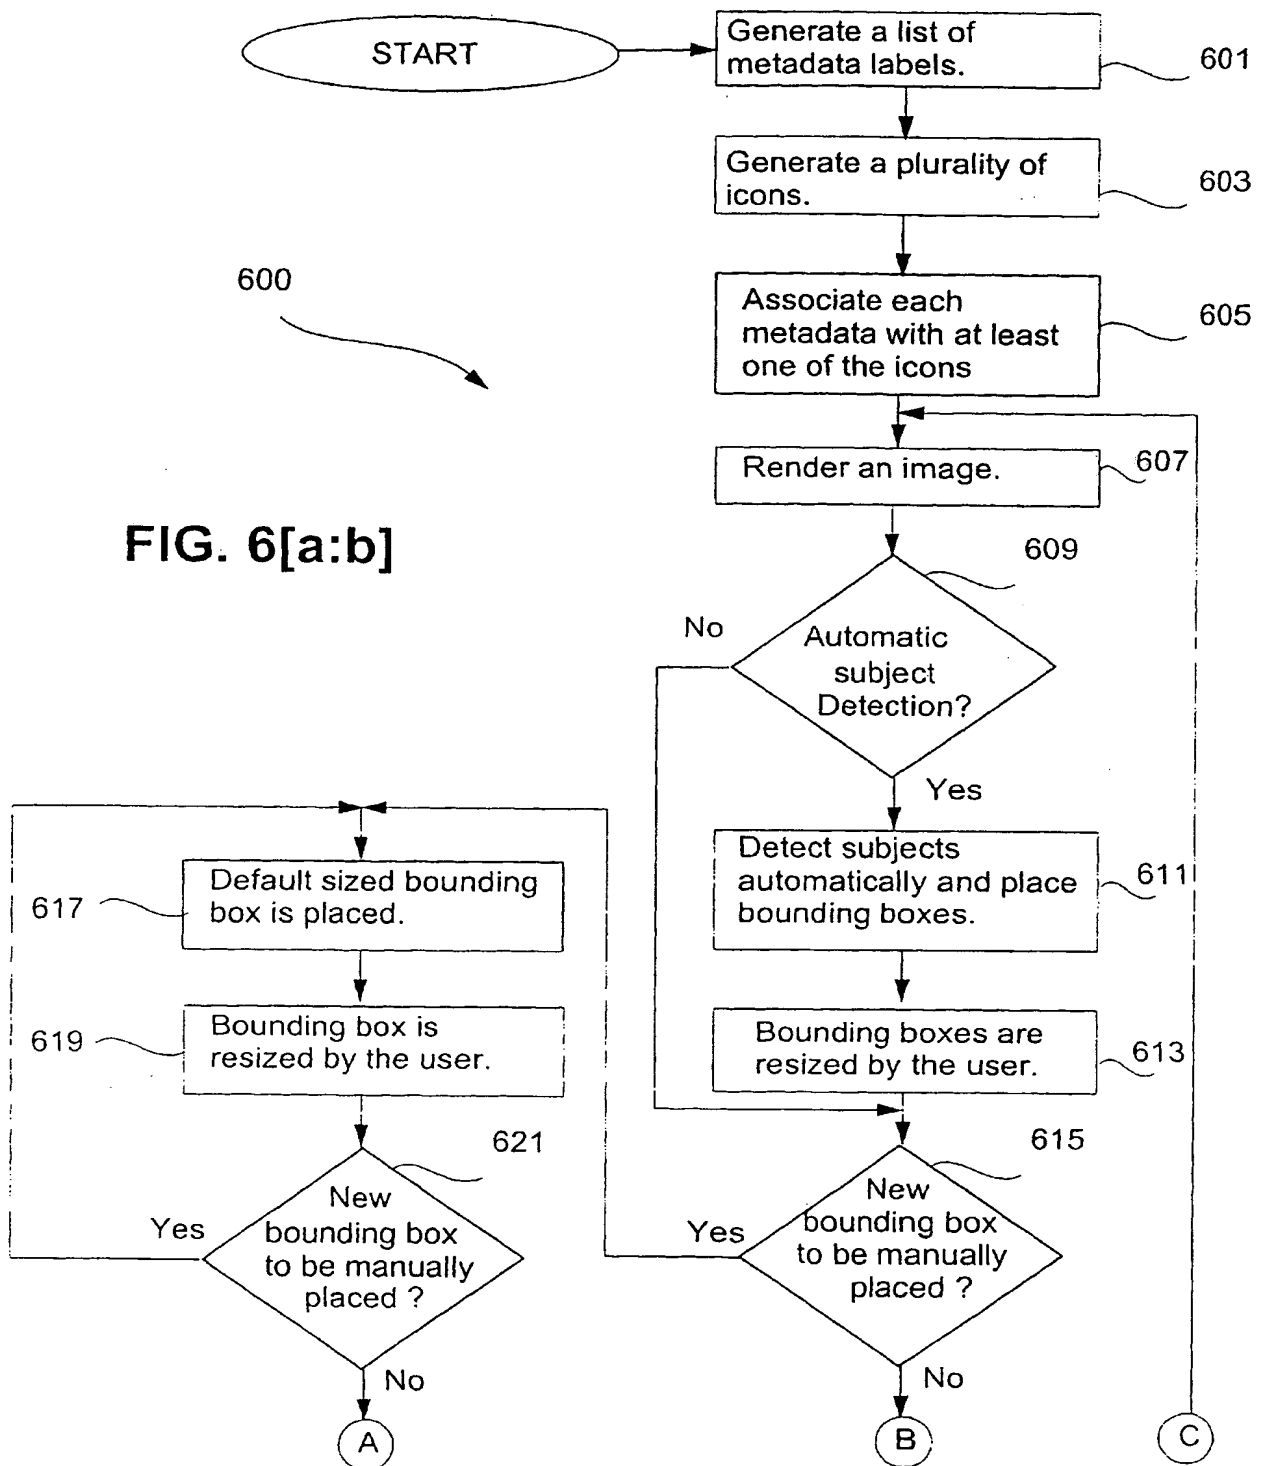 START
Generate a list of
metadata labels.
601
Generate a plurality of
icons.
603
600
Associate each
metadata with at least
one of the icons
605
Render an image.
607
FIG. 6[a:b]
609
No
Automatic
subject
Detection?
Yes
Detect subjects
automatically and place
bounding boxes.
611
617
Default sized bounding
box is placed.
619
Bounding box is
resized by the user.
Bounding boxes are
resized by the user.
613
621
Yes
New
bounding box
to be manually
placed ?
No
A
615
Yes
New
bounding box
to be manually
placed ?
No
B
C